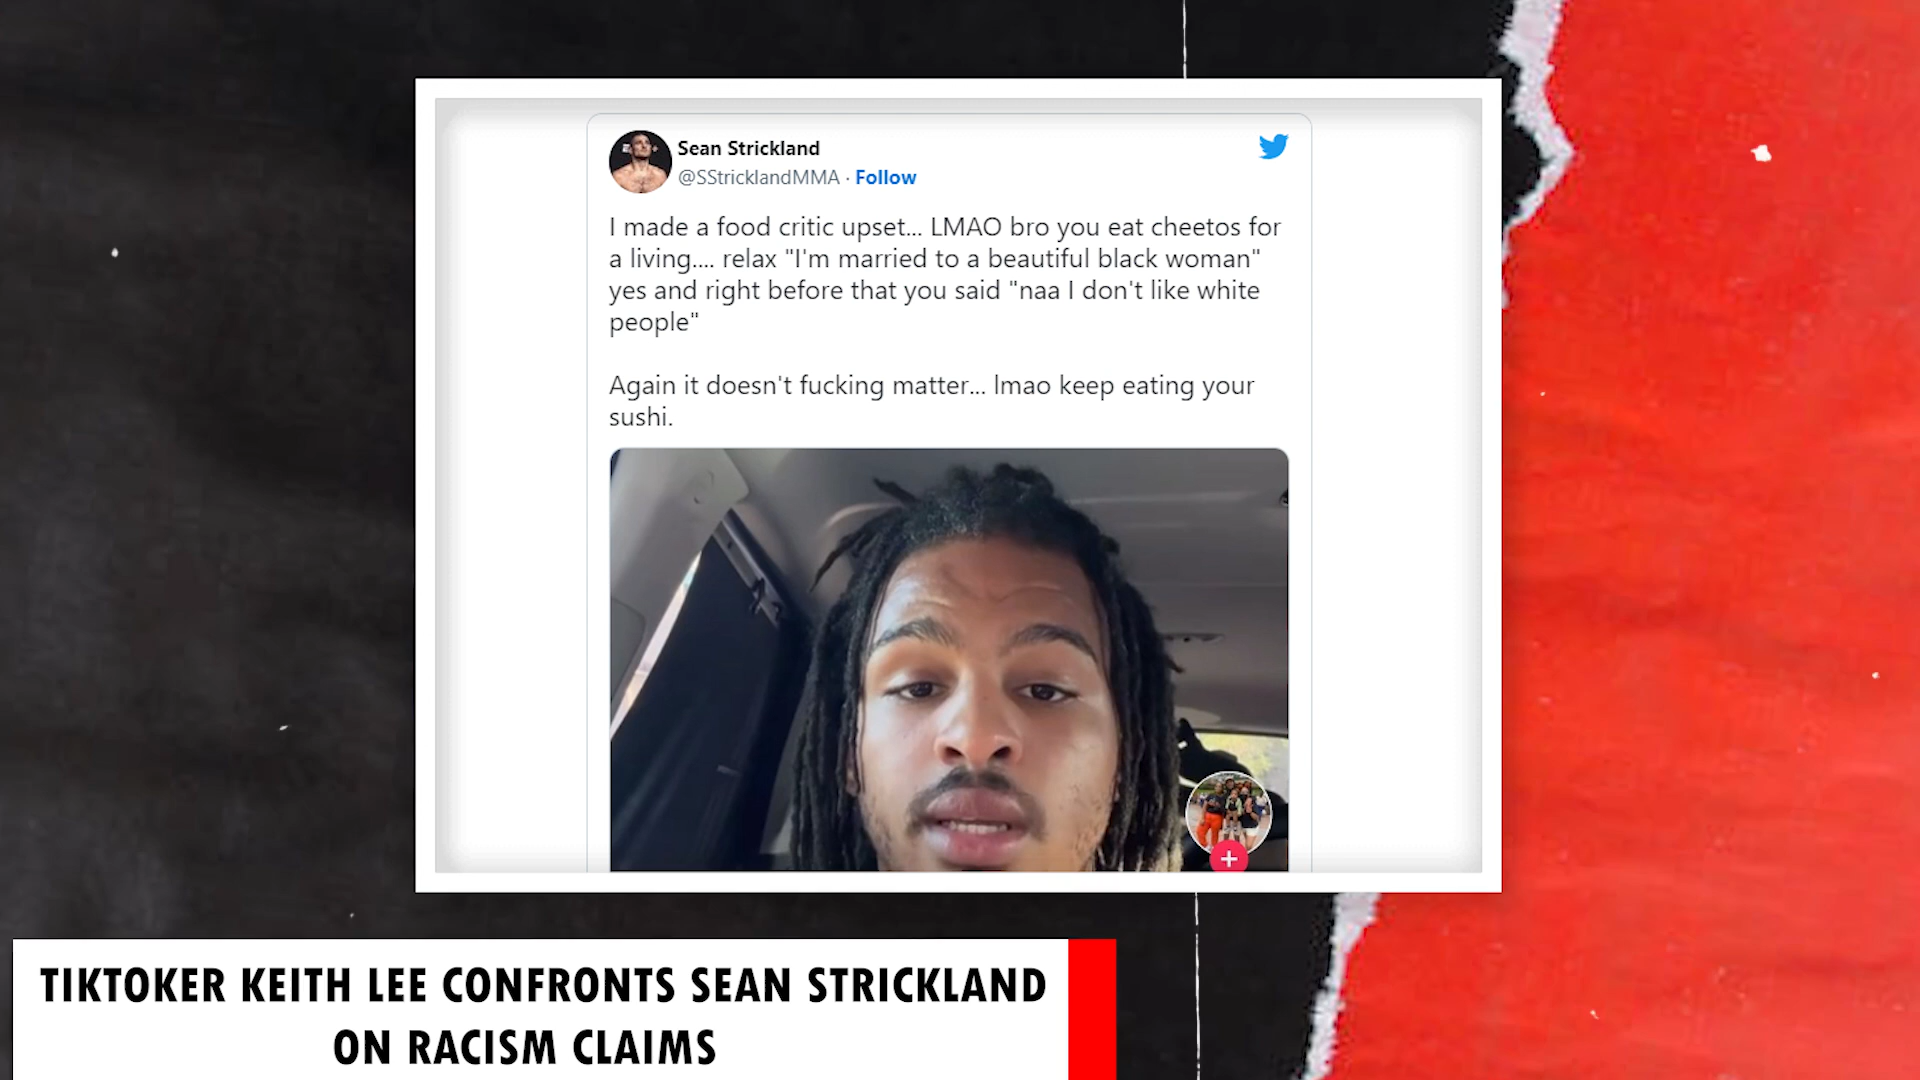 Sean Strickland
@SStricklandMMA · Follow
I made a food critic upset... LMAO bro you eat cheetos for
a living.... relax "I'm married to a beautiful black woman"
yes and right before that you said "naa I don't like white
people"
Again it doesn't fucking matter... lmao keep eating your
sushi.
TIKTOKER KEITH LEE CONFRONTS SEAN STRICKLAND
ON RACISM CLAIMS